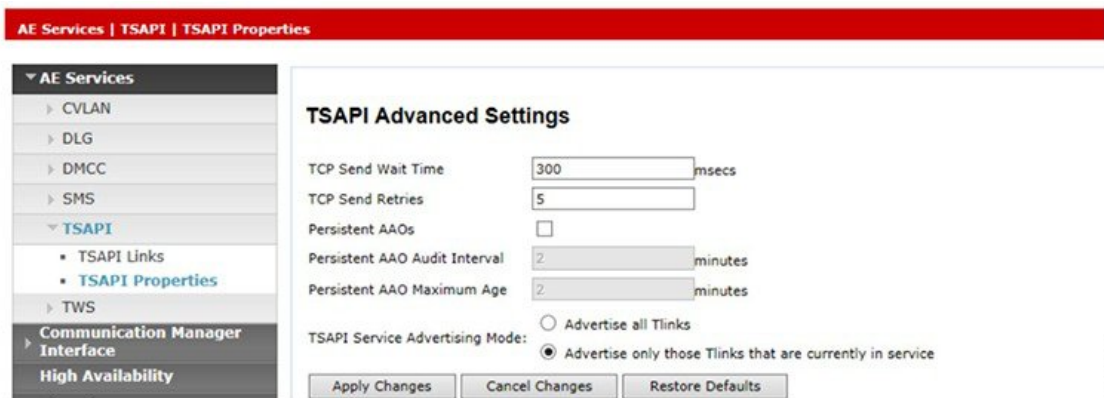 AE Services | TSAPI | TSAPI Properties
AE Services
CVLAN
DLG
DMCC
SMS
TSAPI
TSAPI Links
TSAPI Properties
TWS
Communication Manager
Interface
High Availability
TSAPI Advanced Settings
TCP Send Wait Time 300 msecs
TCP Send Retries 5
Persistent AAOs
Persistent AAO Audit Interval 2 minutes
Persistent AAO Maximum Age 2 minutes
TSAPI Service Advertising Mode:
Advertise all Tlinks
Advertise only those Tlinks that are currently in service
Apply Changes Cancel Changes Restore Defaults